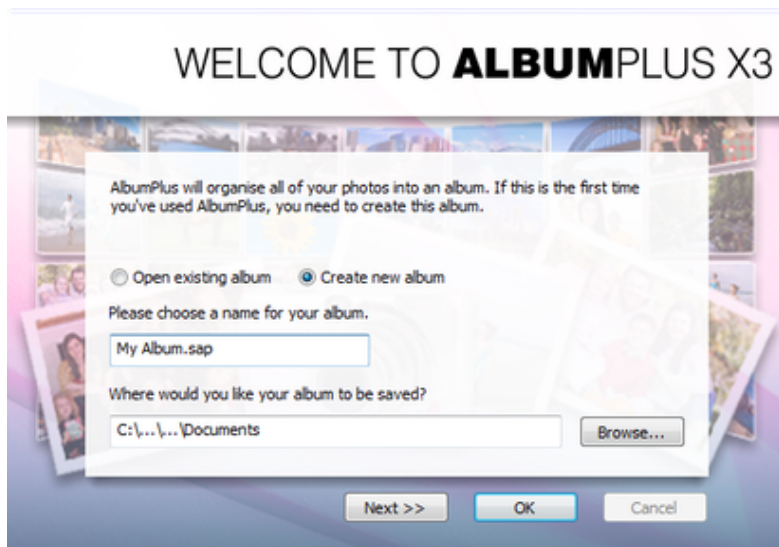 WELCOME TO ALBUMPLUS X3
AlbumPlus will organise all of your photos into an album. If this is the first time
you've used AlbumPlus, you need to create this album.
Open existing album Create new album
Please choose a name for your album.
My Album.sap
Where would you like your album to be saved?
C:\...\...\Documents Browse...
Next >> OK Cancel